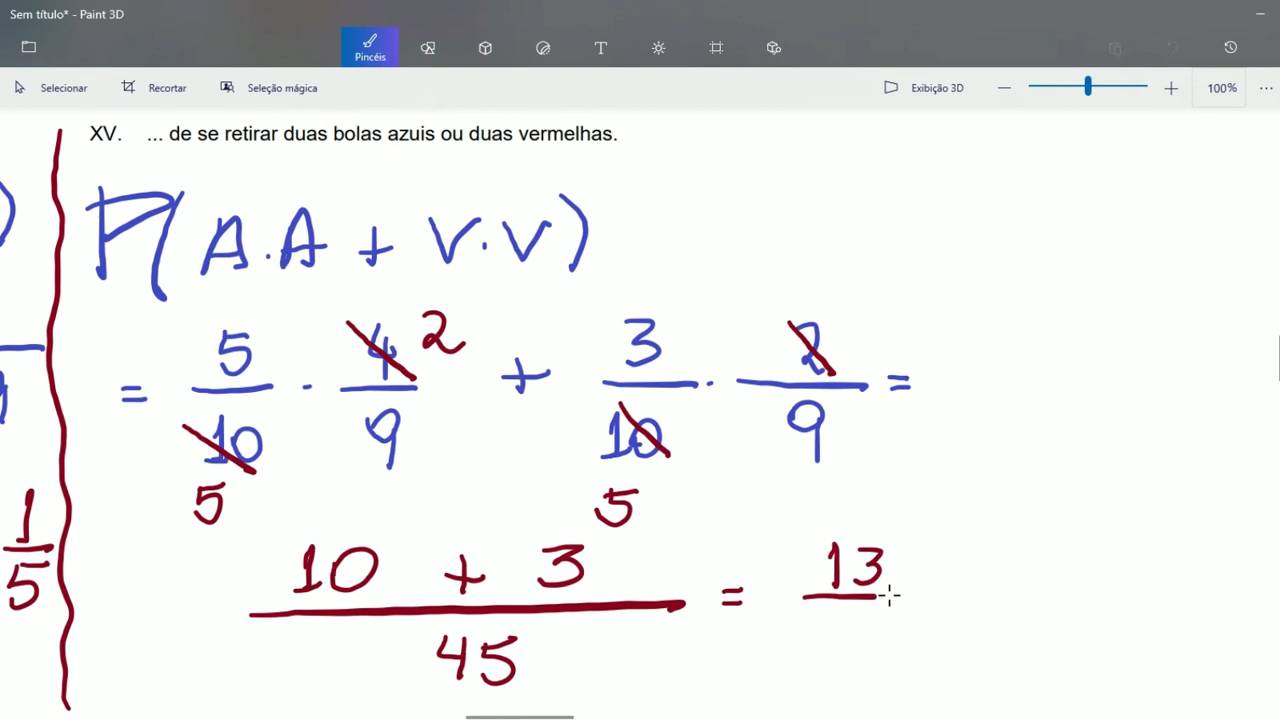 Sem título* - Paint 3D
Pincéis
Selecionar Recortar Seleção mágica Exibição 3D 100%
XV. ... de se retirar duas bolas azuis ou duas vermelhas.
P(A.A + V.V)
= 5/10 · 4/9 2 + 3/10 · 2/9 =
5 5
1/5
10 + 3 / 45 = 13